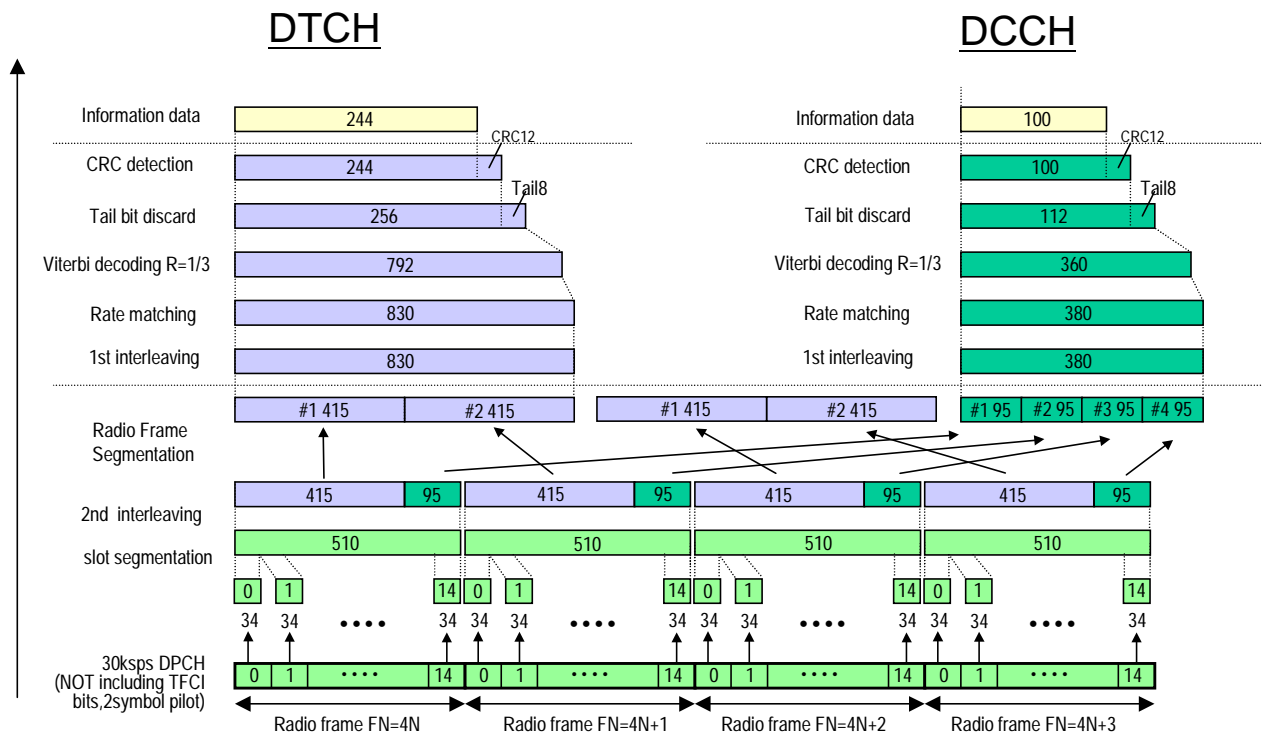 DTCH DCCH
Information data 244 Information data 100
CRC12 CRC12
CRC detection 244 CRC detection 100
Tail8 Tail8
Tail bit discard 256 Tail bit discard 112
Viterbi decoding R=1/3 792 Viterbi decoding R=1/3 360
Rate matching 830 Rate matching 380
1st interleaving 830 1st interleaving 380
#1 415 #2 415 #1 415 #2 415 #1 95 #2 95 #3 95 #4 95
Radio Frame
Segmentation
415 95 415 95 415 95 415 95
2nd interleaving
slot segmentation 510 510 510 510
0 1 14 0 1 14 0 1 14 0 1 14
34 34 •••• 34 34 34 •••• 34 34 34 •••• 34 34 34 •••• 34
30ksps DPCH
(NOT including TFCI
bits,2symbol pilot)
0 1 •••• 14 0 1 •••• 14 0 1 •••• 14 0 1 •••• 14
Radio frame FN=4N Radio frame FN=4N+1 Radio frame FN=4N+2 Radio frame FN=4N+3